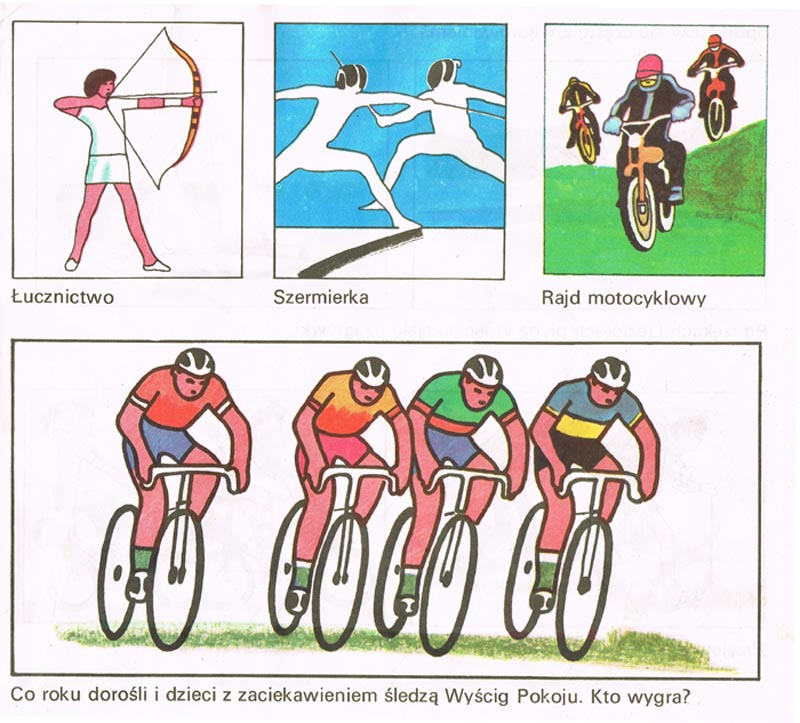 Łucznictwo
Szermierka
Rajd motocyklowy
Co roku dorośli i dzieci z zaciekawieniem śledzą Wyścig Pokoju. Kto wygra?